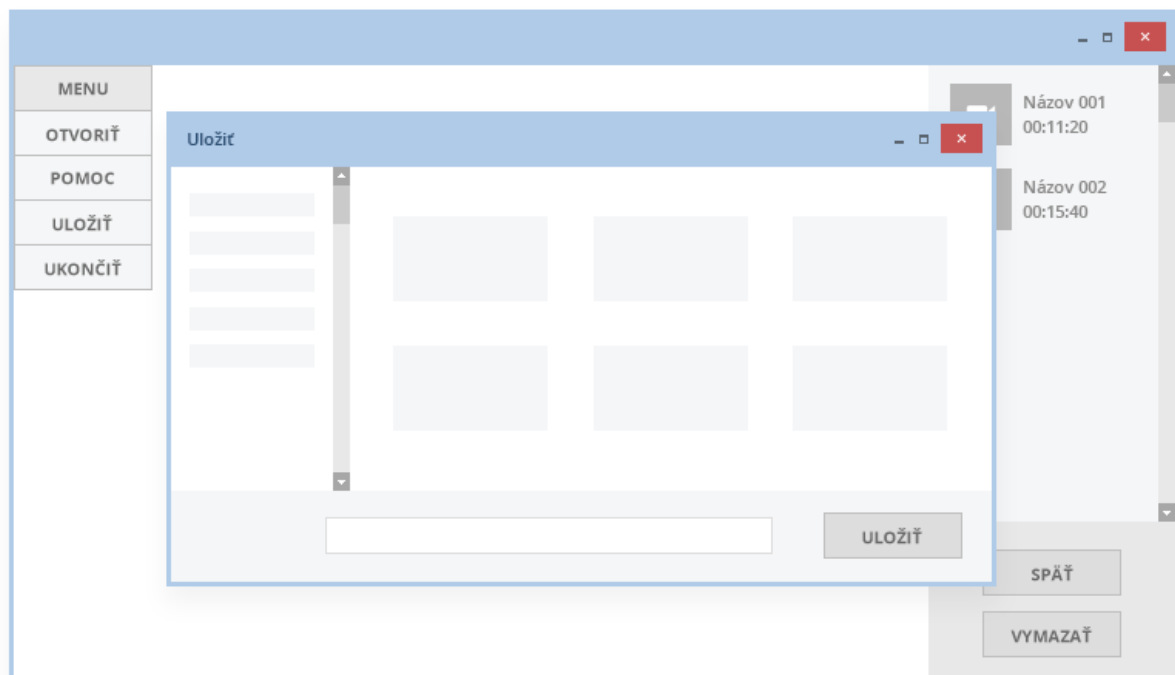 MENU
OTVORIŤ
POMOC
ULOŽIŤ
UKONČIŤ
Uložiť
ULOŽIŤ
Názov 001
00:11:20
Názov 002
00:15:40
SPÄŤ
VYMAZAŤ